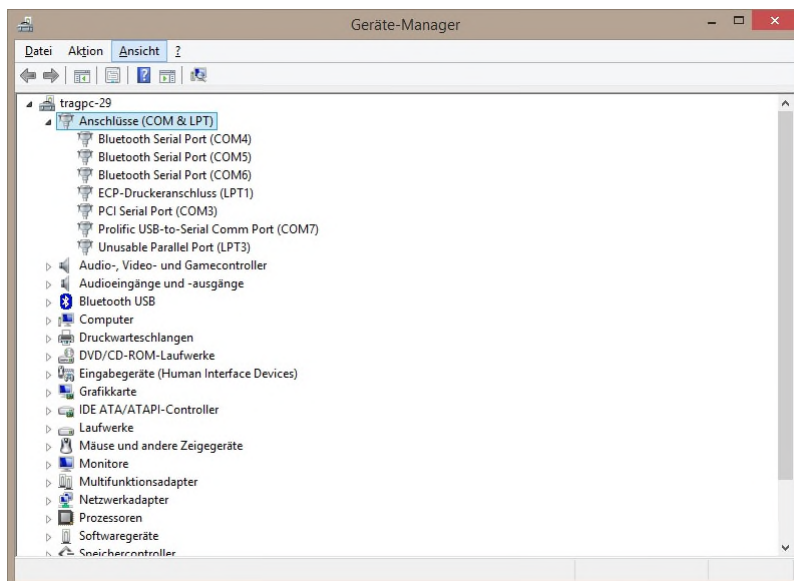 Geräte-Manager
Datei Aktion Ansicht ?
tragpc-29
Anschlüsse (COM & LPT)
Bluetooth Serial Port (COM4)
Bluetooth Serial Port (COM5)
Bluetooth Serial Port (COM6)
ECP-Druckeranschluss (LPT1)
PCI Serial Port (COM3)
Prolific USB-to-Serial Comm Port (COM7)
Unusable Parallel Port (LPT3)
Audio-, Video- und Gamecontroller
Audioeingänge und -ausgänge
Bluetooth USB
Computer
Druckwarteschlangen
DVD/CD-ROM-Laufwerke
Eingabegeräte (Human Interface Devices)
Grafikkarte
IDE ATA/ATAPI-Controller
Laufwerke
Mäuse und andere Zeigegeräte
Monitore
Multifunktionsadapter
Netzwerkadapter
Prozessoren
Softwaregeräte
Speichercontroller